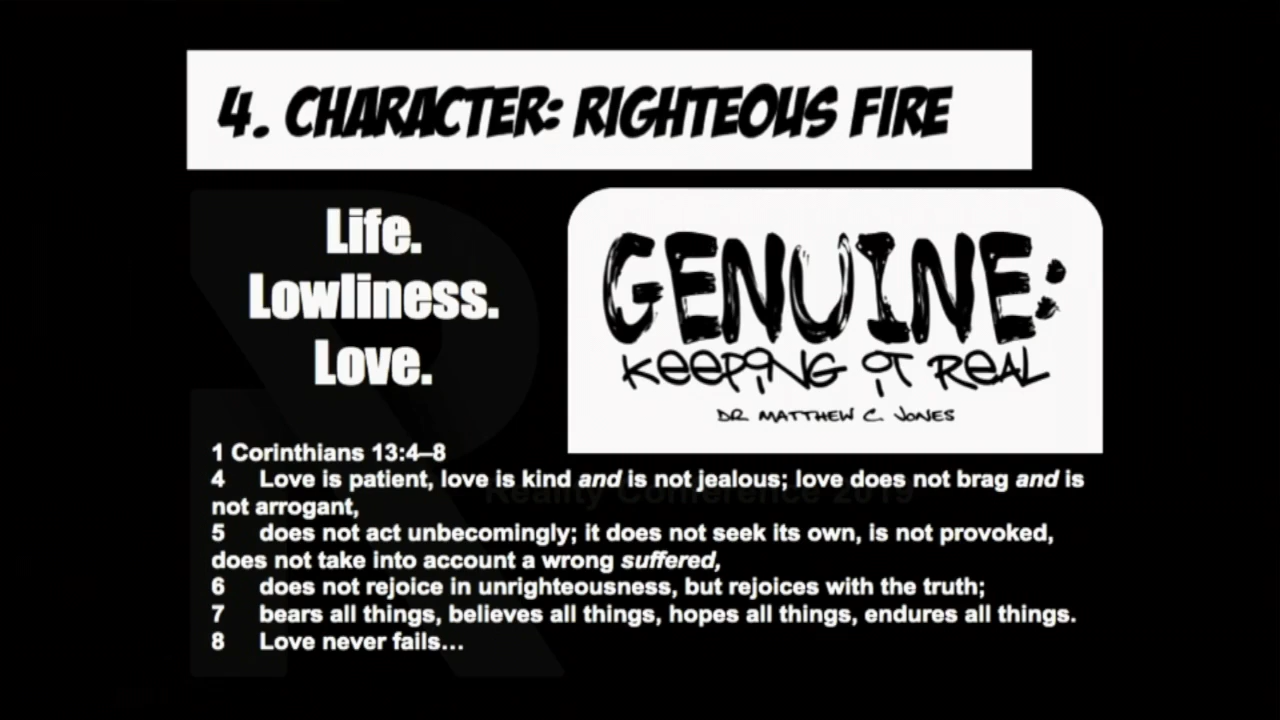 4. CHARACTER: RIGHTEOUS FIRE
Life.
Lowliness.
Love.
GENUINE:
KEEPING IT REAL
DR. MATTHEW C. JONES
1 Corinthians 13:4–8
4 Love is patient, love is kind and is not jealous; love does not brag and is
not arrogant,
Reality Conference 2019
5 does not act unbecomingly; it does not seek its own, is not provoked,
does not take into account a wrong suffered,
6 does not rejoice in unrighteousness, but rejoices with the truth;
7 bears all things, believes all things, hopes all things, endures all things.
8 Love never fails…